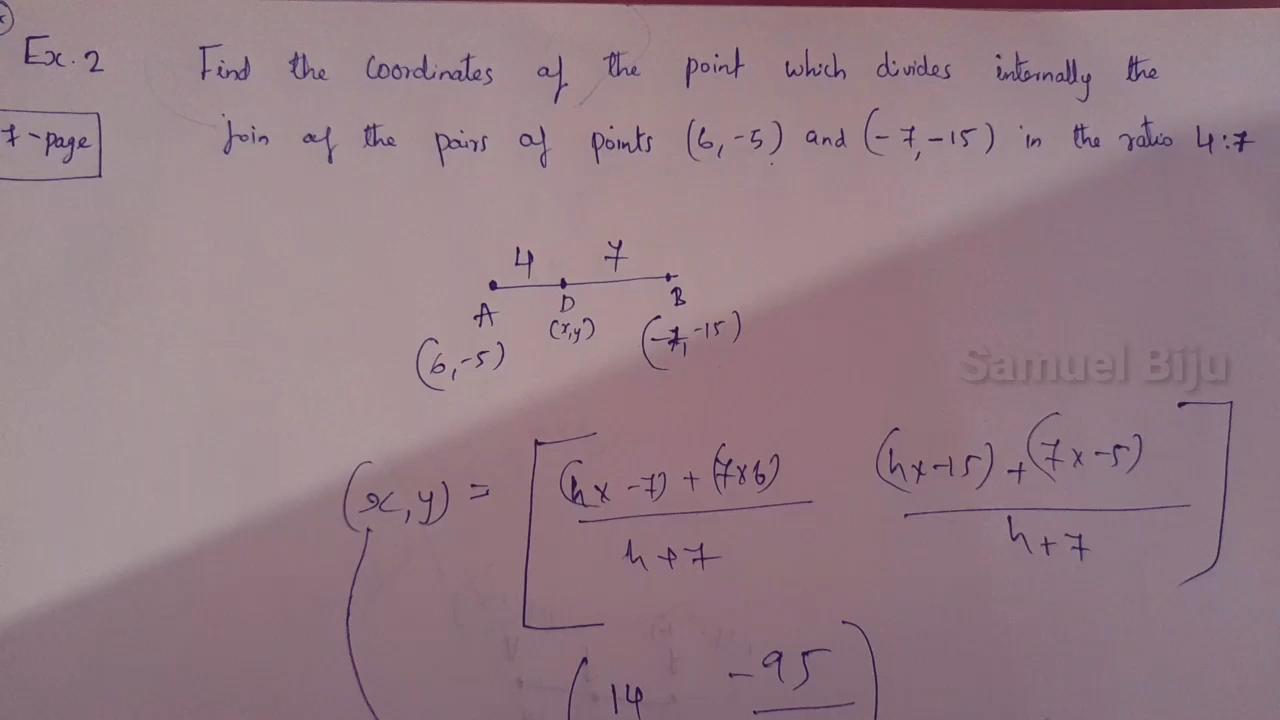 Ex. 2 Find the coordinates of the point which divides internally the
7-page join of the pairs of points (6, -5) and (-7, -15) in the ratio 4:7
4 7
A D B
(6, -5) (x,y) (-7, -15)
Samuel Biju
(x, y) = [ (4x -7) + (7x6) (4x-15) + (7x-5) ]
4+7 4+7
( 14 -95 )